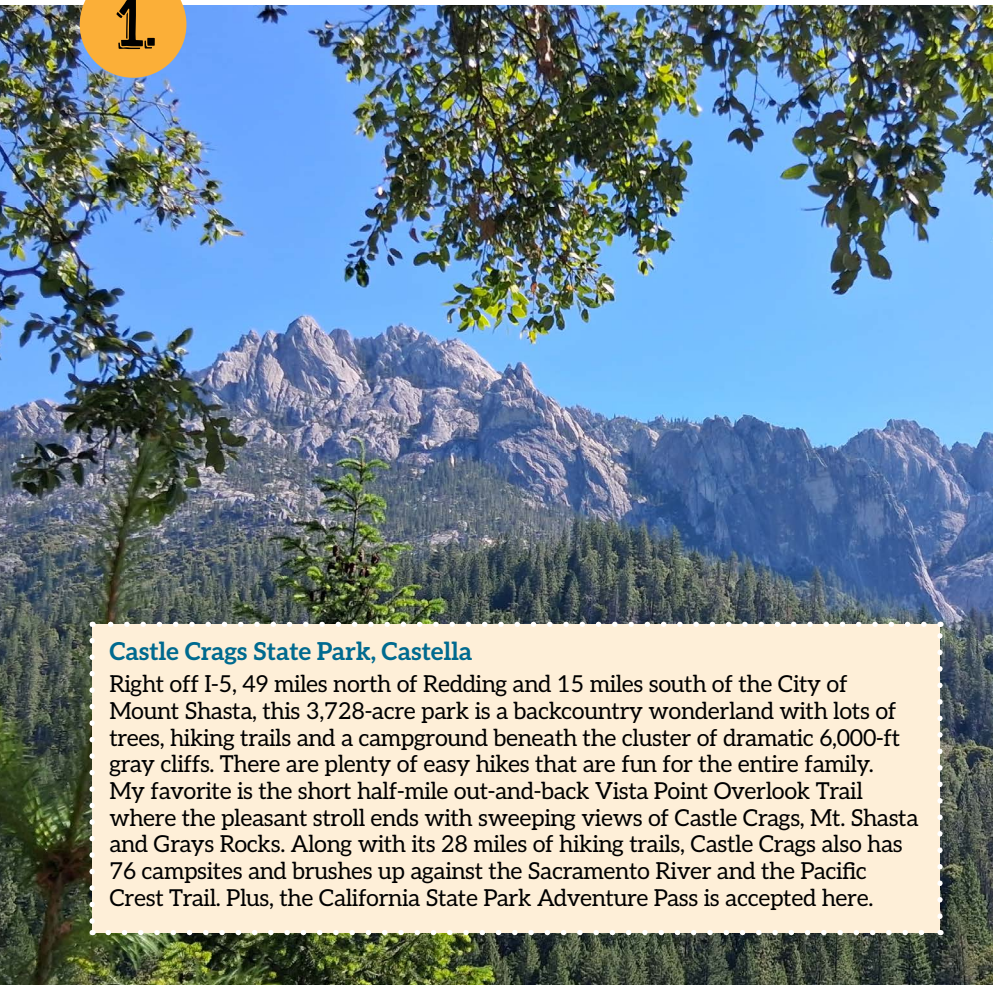 1.
Castle Crags State Park, Castella
Right off I-5, 49 miles north of Redding and 15 miles south of the City of
Mount Shasta, this 3,728-acre park is a backcountry wonderland with lots of
trees, hiking trails and a campground beneath the cluster of dramatic 6,000-ft
gray cliffs. There are plenty of easy hikes that are fun for the entire family.
My favorite is the short half-mile out-and-back Vista Point Overlook Trail
where the pleasant stroll ends with sweeping views of Castle Crags, Mt. Shasta
and Grays Rocks. Along with its 28 miles of hiking trails, Castle Crags also has
76 campsites and brushes up against the Sacramento River and the Pacific
Crest Trail. Plus, the California State Park Adventure Pass is accepted here.